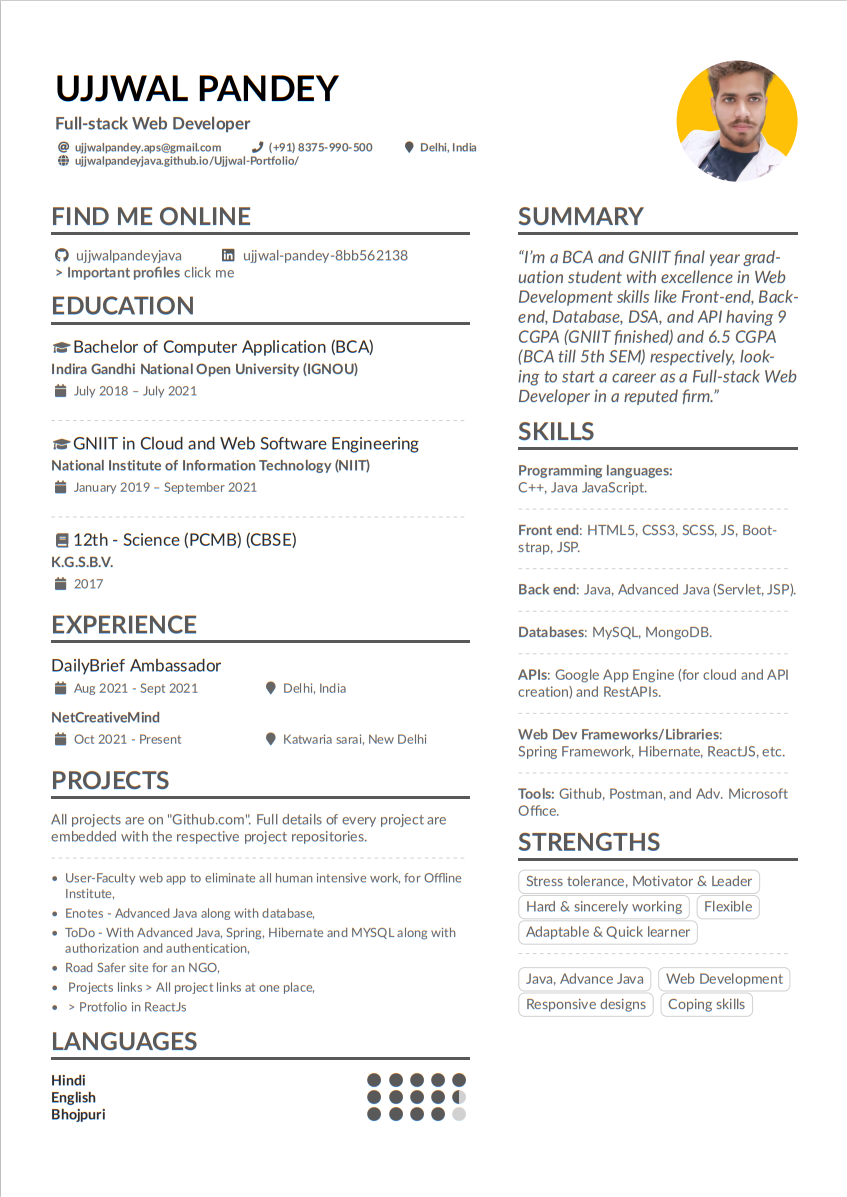 UJJWAL PANDEY
Full-stack Web Developer
ujjwalpandey.aps@gmail.com (+91) 8375-990-500 Delhi, India
ujjwalpandeyjava.github.io/Ujjwal-Portfolio/
FIND ME ONLINE
ujjwalpandeyjava ujjwal-pandey-8bb562138
> Important profiles click me
EDUCATION
Bachelor of Computer Application (BCA)
Indira Gandhi National Open University (IGNOU)
July 2018 – July 2021
GNIIT in Cloud and Web Software Engineering
National Institute of Information Technology (NIIT)
January 2019 – September 2021
12th - Science (PCMB) (CBSE)
K.G.S.B.V.
2017
EXPERIENCE
DailyBrief Ambassador
Aug 2021 - Sept 2021 Delhi, India
NetCreativeMind
Oct 2021 - Present Katwaria sarai, New Delhi
PROJECTS
All projects are on "Github.com". Full details of every project are
embedded with the respective project repositories.
• User-Faculty web app to eliminate all human intensive work, for Offline
Institute,
• Enotes - Advanced Java along with database,
• ToDo - With Advanced Java, Spring, Hibernate and MYSQL along with
authorization and authentication,
• Road Safer site for an NGO,
• Projects links > All project links at one place,
• > Protfolio in ReactJs
LANGUAGES
Hindi
English
Bhojpuri
SUMMARY
“I’m a BCA and GNIIT final year grad-
uation student with excellence in Web
Development skills like Front-end, Back-
end, Database, DSA, and API having 9
CGPA (GNIIT finished) and 6.5 CGPA
(BCA till 5th SEM) respectively, look-
ing to start a career as a Full-stack Web
Developer in a reputed firm.”
SKILLS
Programming languages:
C++, Java JavaScript.
Front end: HTML5, CSS3, SCSS, JS, Boot-
strap, JSP.
Back end: Java, Advanced Java (Servlet, JSP).
Databases: MySQL, MongoDB.
APIs: Google App Engine (for cloud and API
creation) and RestAPIs.
Web Dev Frameworks/Libraries:
Spring Framework, Hibernate, ReactJS, etc.
Tools: Github, Postman, and Adv. Microsoft
Office.
STRENGTHS
Stress tolerance, Motivator & Leader
Hard & sincerely working Flexible
Adaptable & Quick learner
Java, Advance Java Web Development
Responsive designs Coping skills